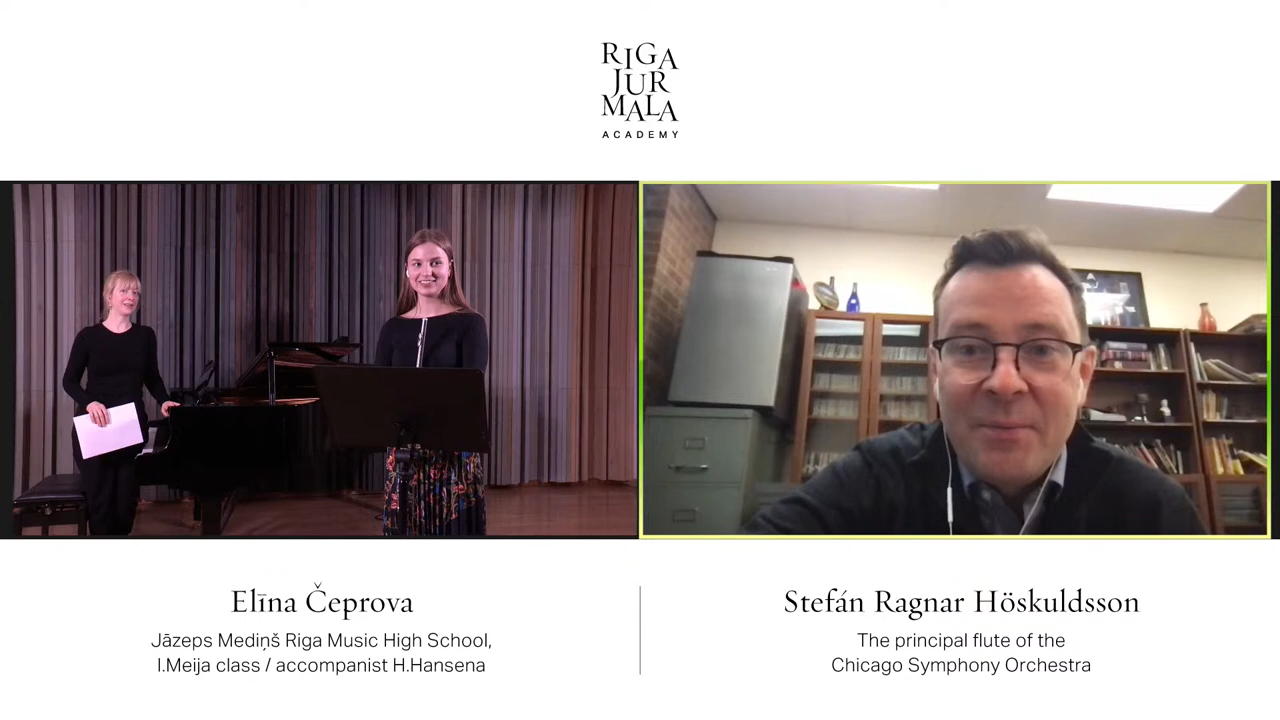 RIGA
JUR
MALA
ACADEMY
Elīna Čeprova
Jāzeps Mediņš Riga Music High School,
I.Meija class / accompanist H.Hansena
Stefán Ragnar Höskuldsson
The principal flute of the
Chicago Symphony Orchestra